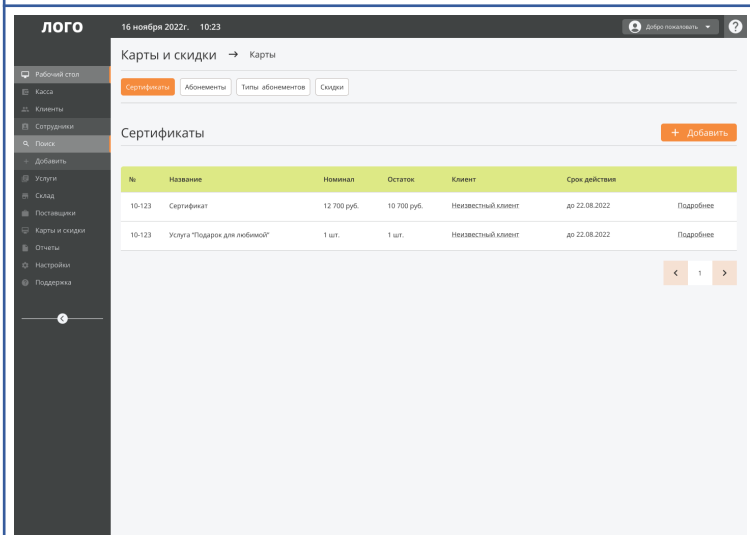 ЛОГО
16 ноября 2022г. 10:23
Добро пожаловать
?
Карты и скидки → Карты
Рабочий стол
Касса
Клиенты
Сотрудники
Поиск
Добавить
Услуги
Склад
Поставщики
Карты и скидки
Отчеты
Настройки
Поддержка
Сертификаты Абонементы Типы абонементов Скидки
Сертификаты
+ Добавить
№ Название Номинал Остаток Клиент Срок действия
10-123 Сертификат 12 700 руб. 10 700 руб. Неизвестный клиент до 22.08.2022 Подробнее
10-123 Услуга "Подарок для любимой" 1 шт. 1 шт. Неизвестный клиент до 22.08.2022 Подробнее
< 1 >